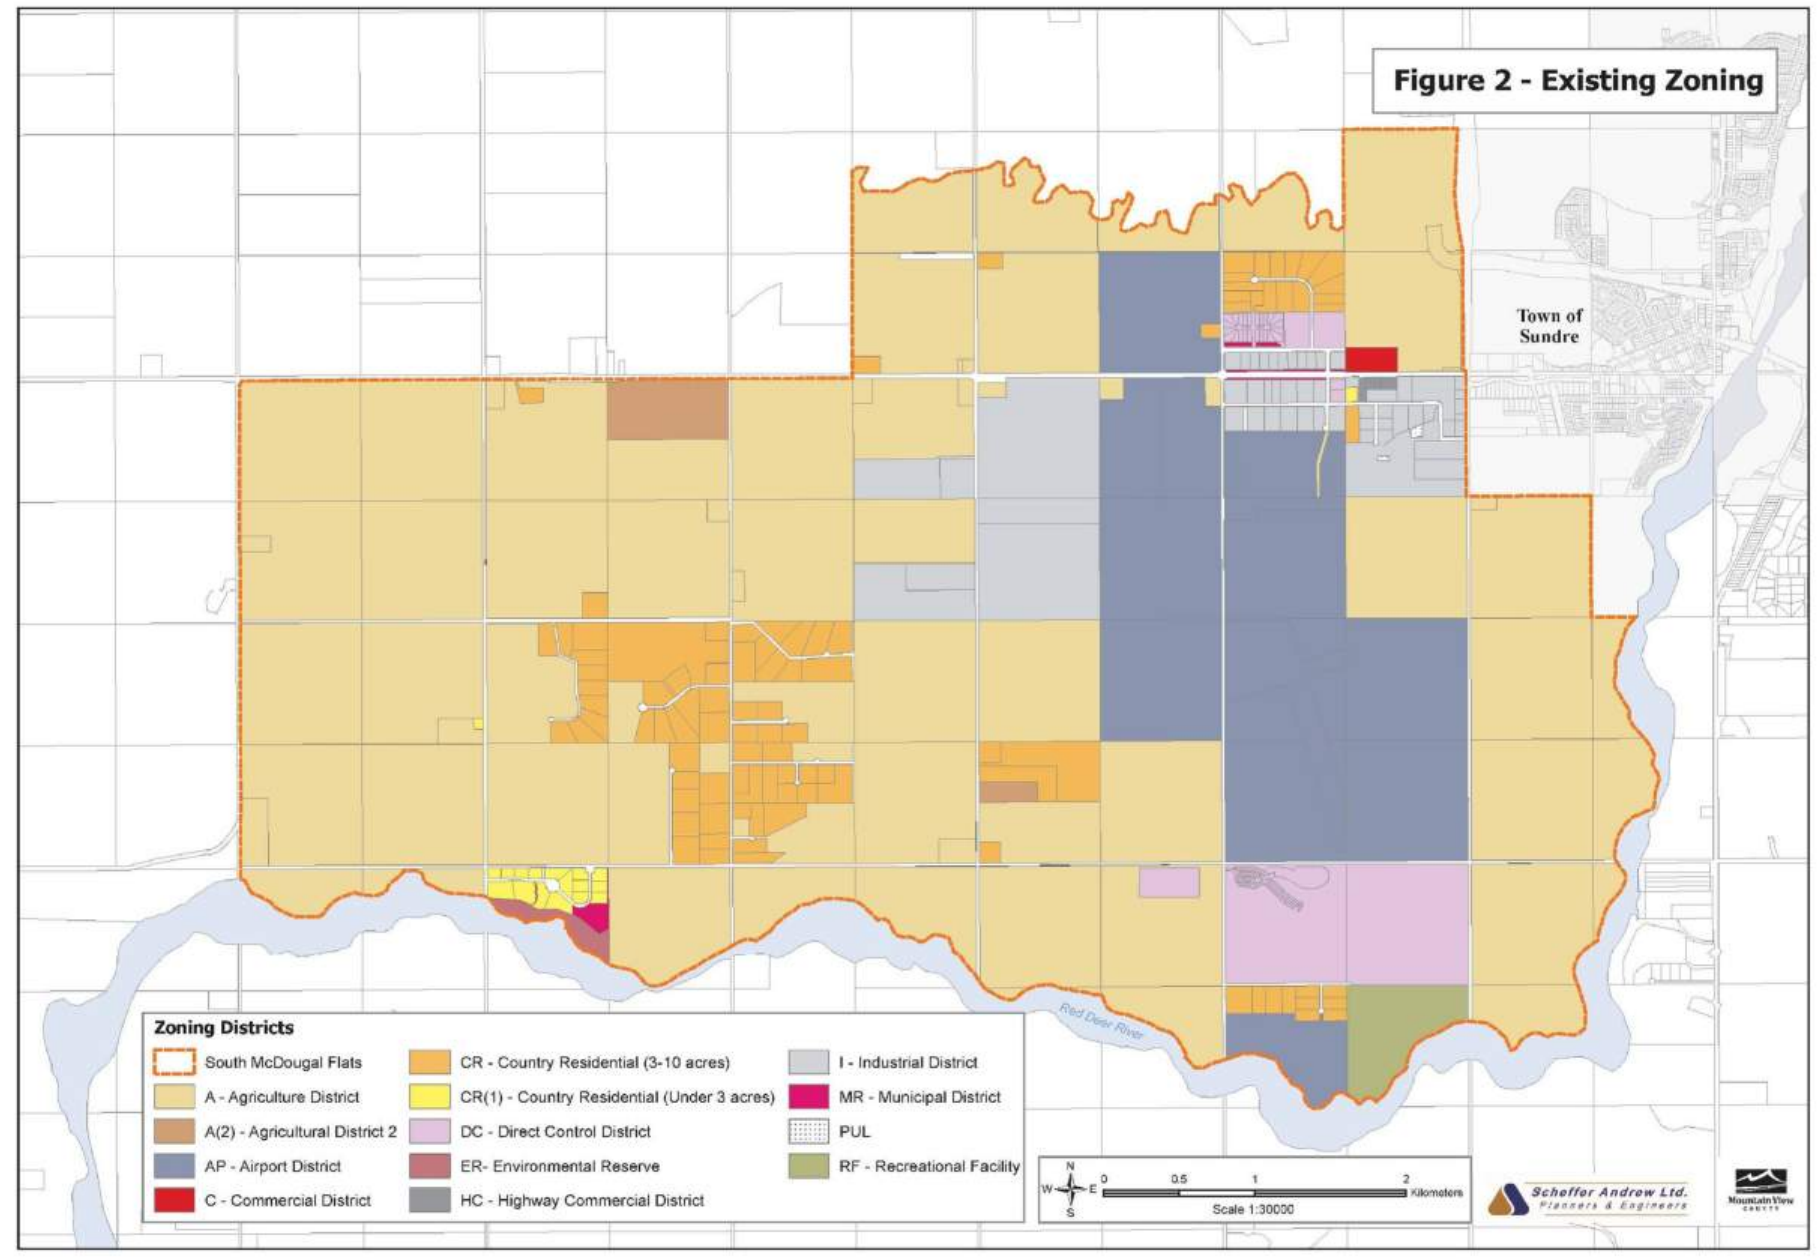 Figure 2 - Existing Zoning
Town of
Sundre
Red Deer River
Zoning Districts
South McDougal Flats
A - Agriculture District
A(2) - Agricultural District 2
AP - Airport District
C - Commercial District
CR - Country Residential (3-10 acres)
CR(1) - Country Residential (Under 3 acres)
DC - Direct Control District
ER- Environmental Reserve
HC - Highway Commercial District
I - Industrial District
MR - Municipal District
PUL
RF - Recreational Facility
N
W E
S
0 0.5 1 2
Kilometers
Scale 1:30000
Scheffer Andrew Ltd.
Planners & Engineers
Mountain View
COUNTY